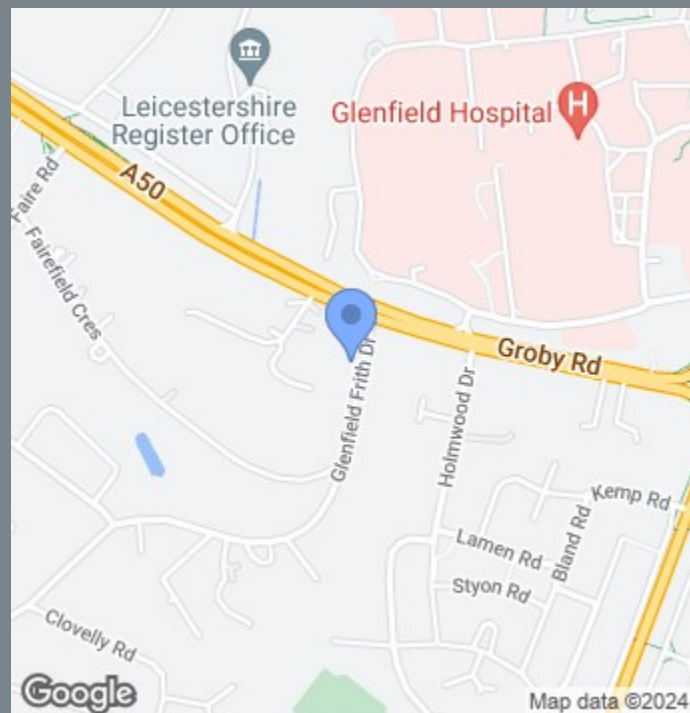 Leicestershire
Register Office
Glenfield Hospital
H
A50
Faire Rd
Fairefield Cres
Groby Rd
Glenfield Frith Dr
Holmwood Dr
Kemp Rd
Bland Rd
Lamen Rd
Styon Rd
Clovelly Rd
Google
Map data ©2024